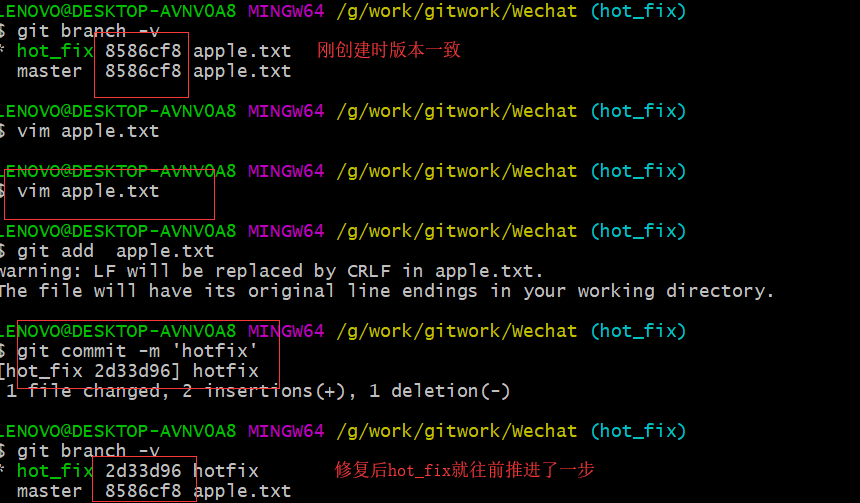 LENOVO@DESKTOP-AVNV0A8 MINGW64 /g/work/gitwork/Wechat (hot_fix)
$ git branch -v
* hot_fix 8586cf8 apple.txt 刚创建时版本一致
master 8586cf8 apple.txt
LENOVO@DESKTOP-AVNV0A8 MINGW64 /g/work/gitwork/Wechat (hot_fix)
$ vim apple.txt
LENOVO@DESKTOP-AVNV0A8 MINGW64 /g/work/gitwork/Wechat (hot_fix)
$ vim apple.txt
LENOVO@DESKTOP-AVNV0A8 MINGW64 /g/work/gitwork/Wechat (hot_fix)
$ git add  apple.txt
warning: LF will be replaced by CRLF in apple.txt.
The file will have its original line endings in your working directory.
LENOVO@DESKTOP-AVNV0A8 MINGW64 /g/work/gitwork/Wechat (hot_fix)
$ git commit -m 'hotfix'
[hot_fix 2d33d96] hotfix
1 file changed, 2 insertions(+), 1 deletion(-)
LENOVO@DESKTOP-AVNV0A8 MINGW64 /g/work/gitwork/Wechat (hot_fix)
$ git branch -v
* hot_fix 2d33d96 hotfix 修复后hot_fix就往前推进了一步
master 8586cf8 apple.txt